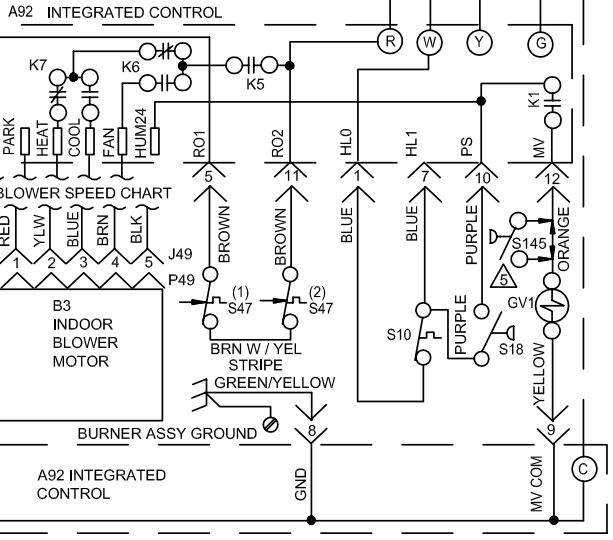 A92 INTEGRATED CONTROL
R
W
Y
G
K7
K6
K5
K1
PARK
HEAT
COOL
FAN
HUM24
RO1
RO2
HL0
HL1
PS
MV
5
11
1
7
10
12
BLOWER SPEED CHART
RED
YLW
BLUE
BRN
BLK
BROWN
BROWN
BLUE
BLUE
PURPLE
ORANGE
S145
5
J49
1
2
3
4
5
P49
(1)
S47
(2)
S47
GV1
B3
INDOOR
BLOWER
MOTOR
S10
PURPLE
S18
BRN W / YEL
STRIPE
GREEN/YELLOW
YELLOW
BURNER ASSY GROUND
8
9
A92 INTEGRATED
CONTROL
GND
MV COM
C